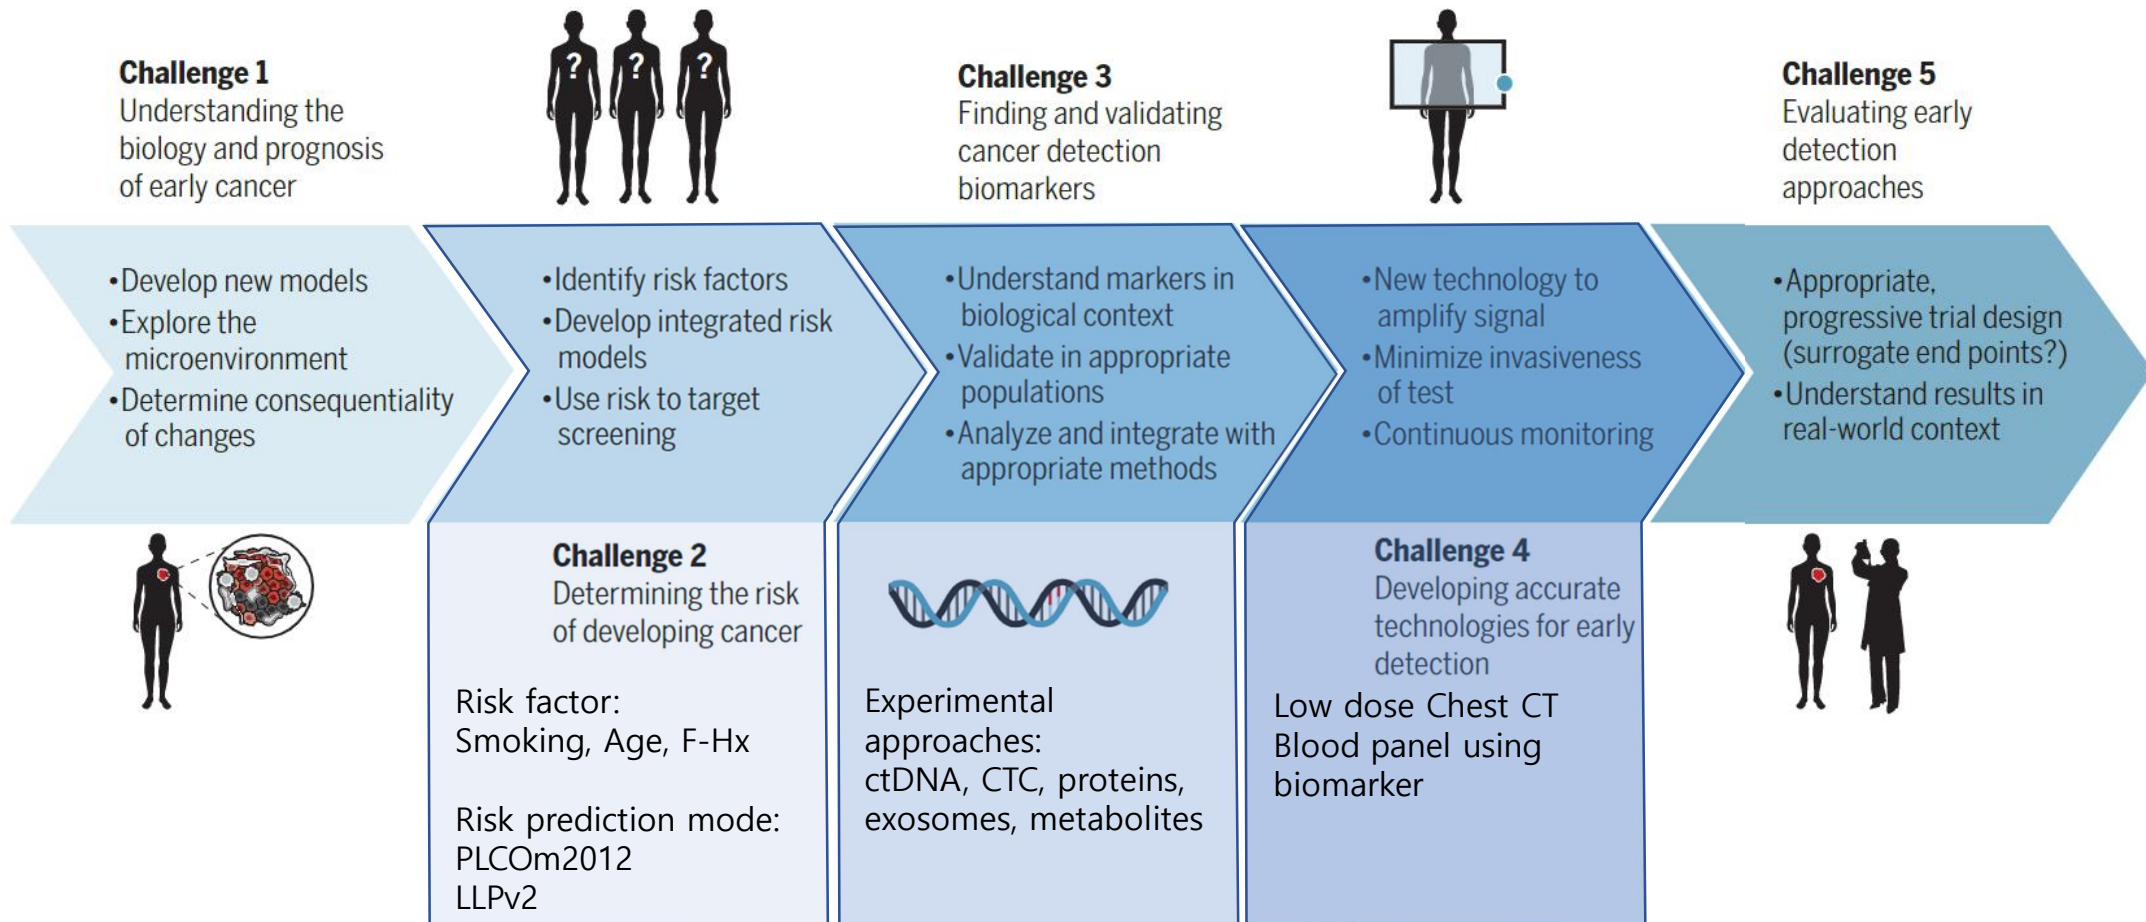 Challenge 1
Understanding the
biology and prognosis
of early cancer
•Develop new models
•Explore the
microenvironment
•Determine consequentiality
of changes
? ? ?
•Identify risk factors
•Develop integrated risk
models
•Use risk to target
screening
Challenge 2
Determining the risk
of developing cancer
Risk factor:
Smoking, Age, F-Hx
Risk prediction mode:
PLCOm2012
LLPv2
Challenge 3
Finding and validating
cancer detection
biomarkers
•Understand markers in
biological context
•Validate in appropriate
populations
•Analyze and integrate with
appropriate methods
Experimental
approaches:
ctDNA, CTC, proteins,
exosomes, metabolites
•New technology to
amplify signal
•Minimize invasiveness
of test
•Continuous monitoring
Challenge 4
Developing accurate
technologies for early
detection
Low dose Chest CT
Blood panel using
biomarker
Challenge 5
Evaluating early
detection
approaches
•Appropriate,
progressive trial design
(surrogate end points?)
•Understand results in
real-world context